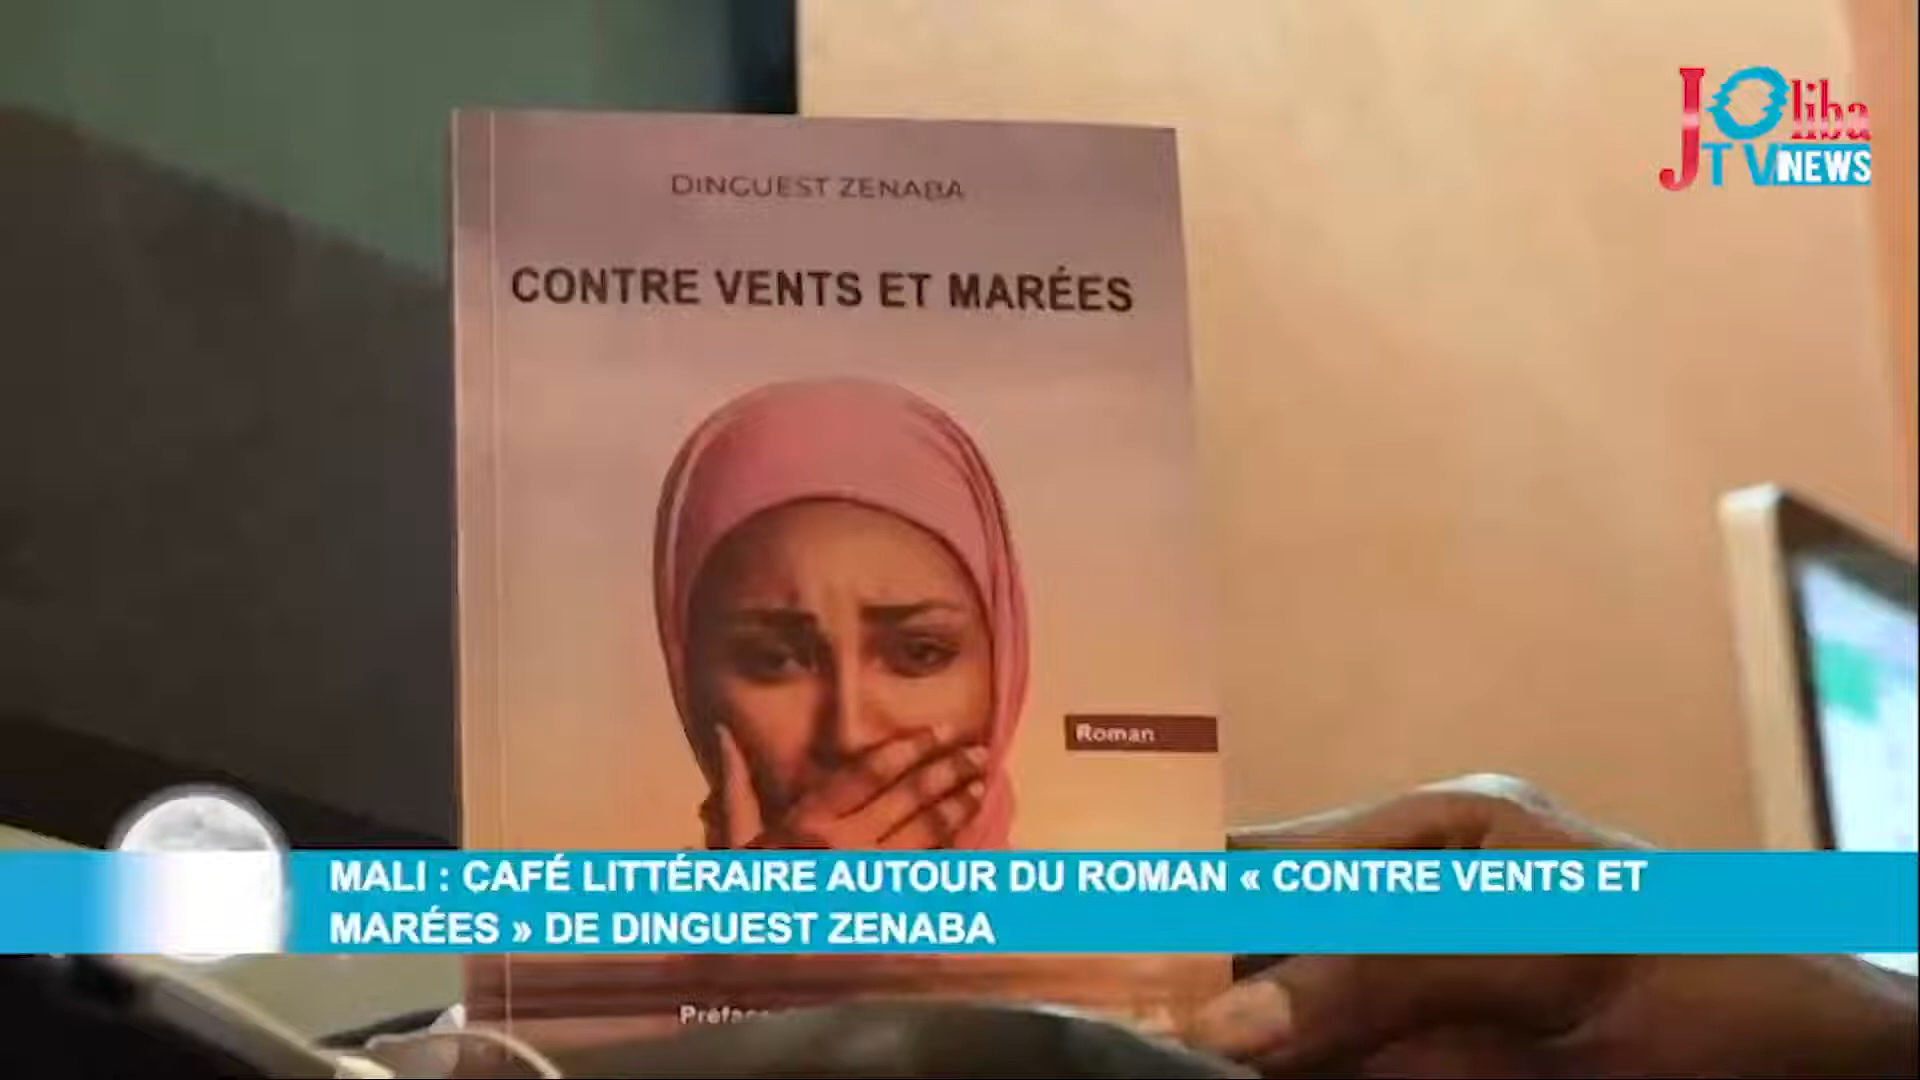 JOliba
TV NEWS
DINGUEST ZENABA
CONTRE VENTS ET MARÉES
Roman
MALI : CAFÉ LITTÉRAIRE AUTOUR DU ROMAN « CONTRE VENTS ET
MARÉES » DE DINGUEST ZENABA